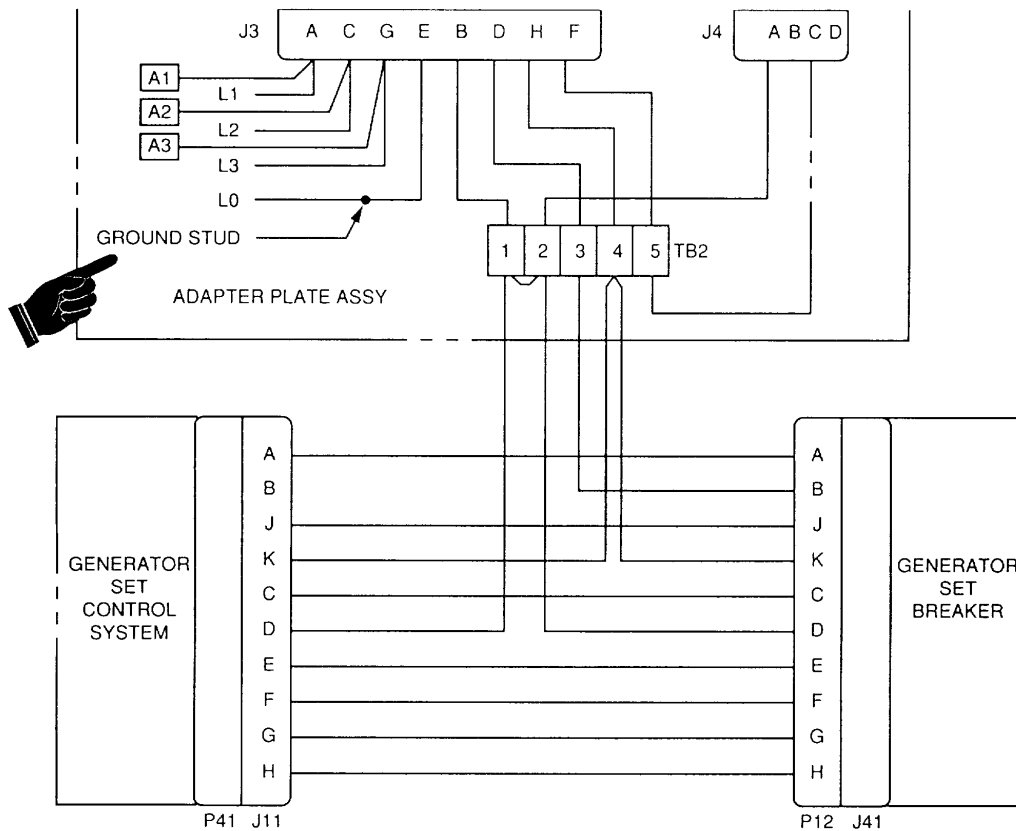 J3 A C G E B D H F
J4 A B C D
A1
L1
A2
L2
A3
L3
L0
GROUND STUD
1 2 3 4 5 TB2
ADAPTER PLATE ASSY
A A
B B
J J
K K
C C
D D
E E
F F
G G
H H
GENERATOR
SET
CONTROL
SYSTEM
GENERATOR
SET
BREAKER
P41 J11
P12 J41